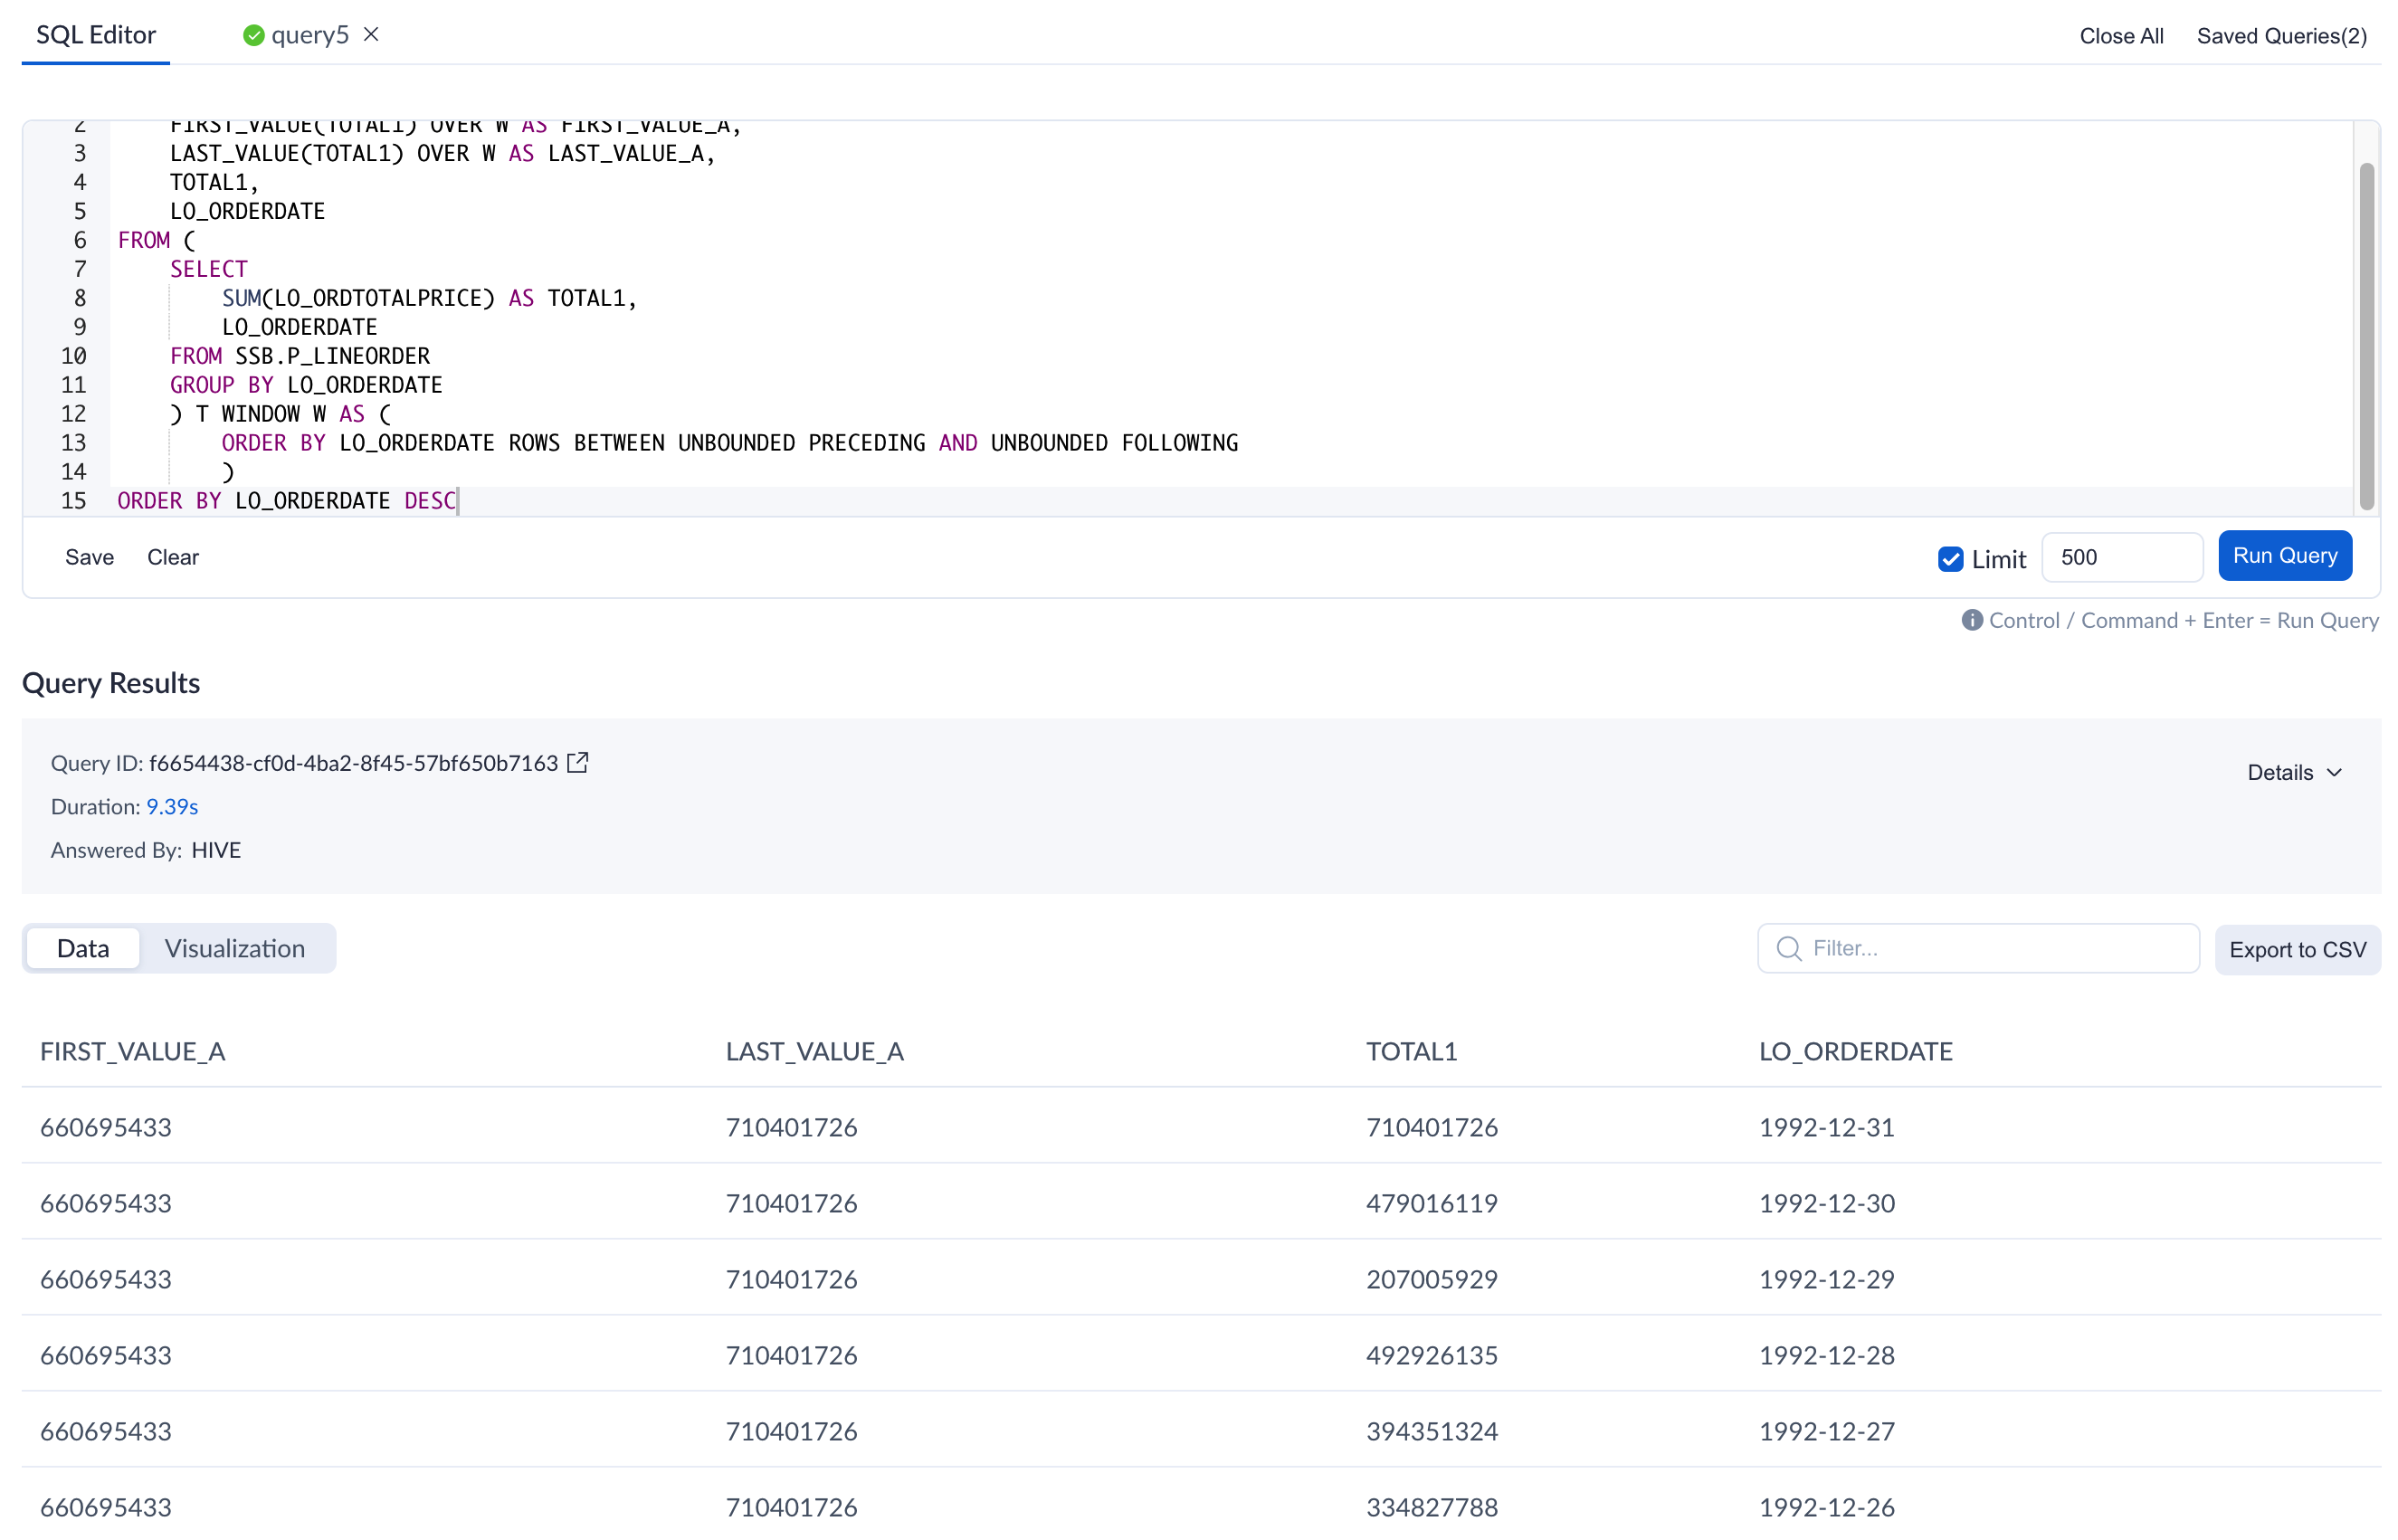 SQL Editor query5 Close All Saved Queries(2)
2 FIRST_VALUE(TOTAL1) OVER W AS FIRST_VALUE_A,
3 LAST_VALUE(TOTAL1) OVER W AS LAST_VALUE_A,
4 TOTAL1,
5 LO_ORDERDATE
6 FROM (
7 SELECT
8 SUM(LO_ORDTOTALPRICE) AS TOTAL1,
9 LO_ORDERDATE
10 FROM SSB.P_LINEORDER
11 GROUP BY LO_ORDERDATE
12 ) T WINDOW W AS (
13 ORDER BY LO_ORDERDATE ROWS BETWEEN UNBOUNDED PRECEDING AND UNBOUNDED FOLLOWING
14 )
15 ORDER BY LO_ORDERDATE DESC
Save Clear Limit 500 Run Query
Control / Command + Enter = Run Query
Query Results
Query ID: f6654438-cf0d-4ba2-8f45-57bf650b7163 Details
Duration: 9.39s
Answered By: HIVE
Data Visualization Filter... Export to CSV
FIRST_VALUE_A LAST_VALUE_A TOTAL1 LO_ORDERDATE
660695433 710401726 710401726 1992-12-31
660695433 710401726 479016119 1992-12-30
660695433 710401726 207005929 1992-12-29
660695433 710401726 492926135 1992-12-28
660695433 710401726 394351324 1992-12-27
660695433 710401726 334827788 1992-12-26